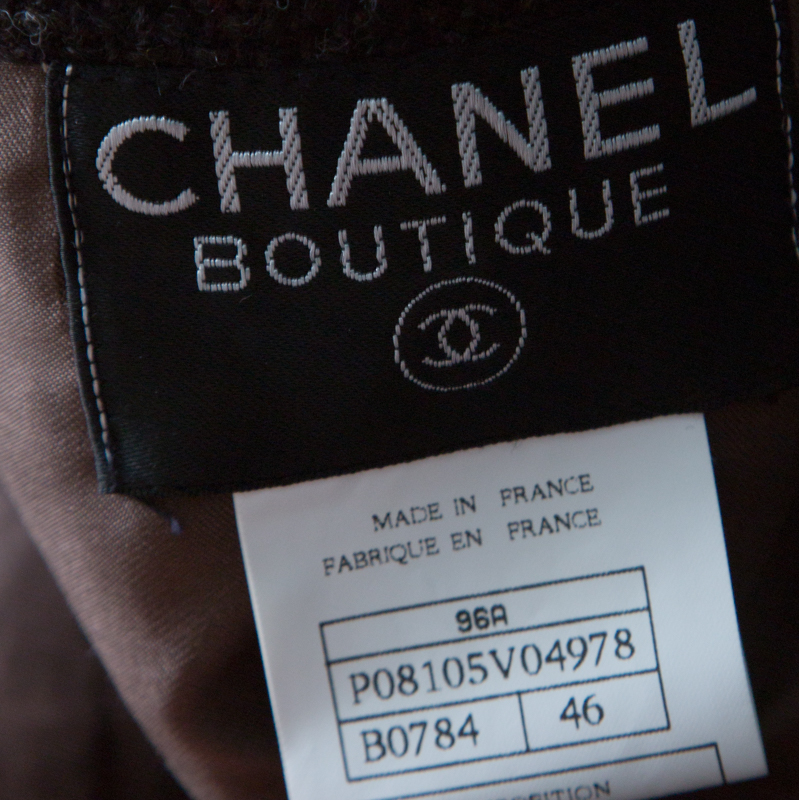 CHANEL
BOUTIQUE
MADE IN FRANCE
FABRIQUE EN FRANCE
96A
P08105V04978
B0784 46